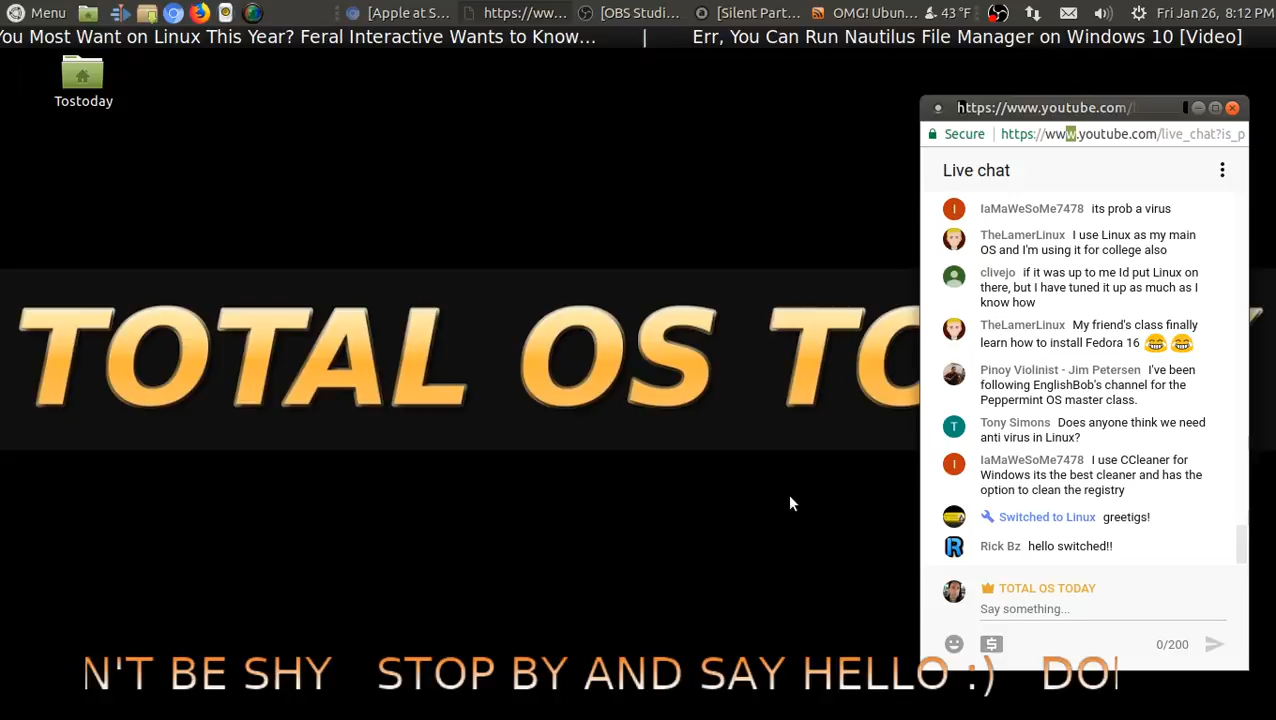 Menu [Apple at S... https://ww... [OBS Studi... [Silent Part... OMG! Ubun... 43 °F Fri Jan 26, 8:12 PM
You Most Want on Linux This Year? Feral Interactive Wants to Know... | Err, You Can Run Nautilus File Manager on Windows 10 [Video]
Tostoday
TOTAL OS TO
https://www.youtube.com/
Secure | https://www.youtube.com/live_chat?is_p
Live chat
IaMaWeSoMe7478 its prob a virus
TheLamerLinux I use Linux as my main
OS and I'm using it for college also
clivejo if it was up to me Id put Linux on
there, but I have tuned it up as much as I
know how
TheLamerLinux My friend's class finally
learn how to install Fedora 16 😂 😂
Pinoy Violinist - Jim Petersen I've been
following EnglishBob's channel for the
Peppermint OS master class.
Tony Simons Does anyone think we need
anti virus in Linux?
IaMaWeSoMe7478 I use CCleaner for
Windows its the best cleaner and has the
option to clean the registry
Switched to Linux greetigs!
Rick Bz hello switched!!
TOTAL OS TODAY
Say something...
0/200
N'T BE SHY STOP BY AND SAY HELLO :) DO